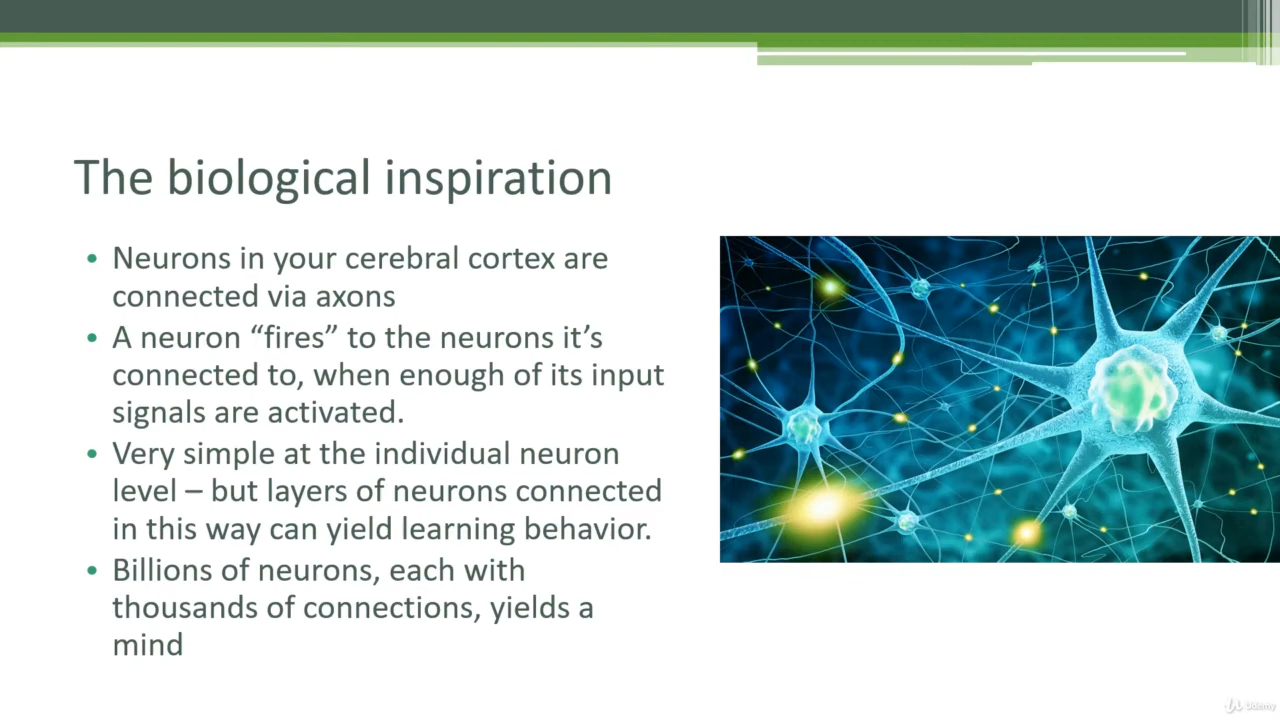 The biological inspiration
• Neurons in your cerebral cortex are
connected via axons
• A neuron “fires” to the neurons it’s
connected to, when enough of its input
signals are activated.
• Very simple at the individual neuron
level – but layers of neurons connected
in this way can yield learning behavior.
• Billions of neurons, each with
thousands of connections, yields a
mind
Udemy